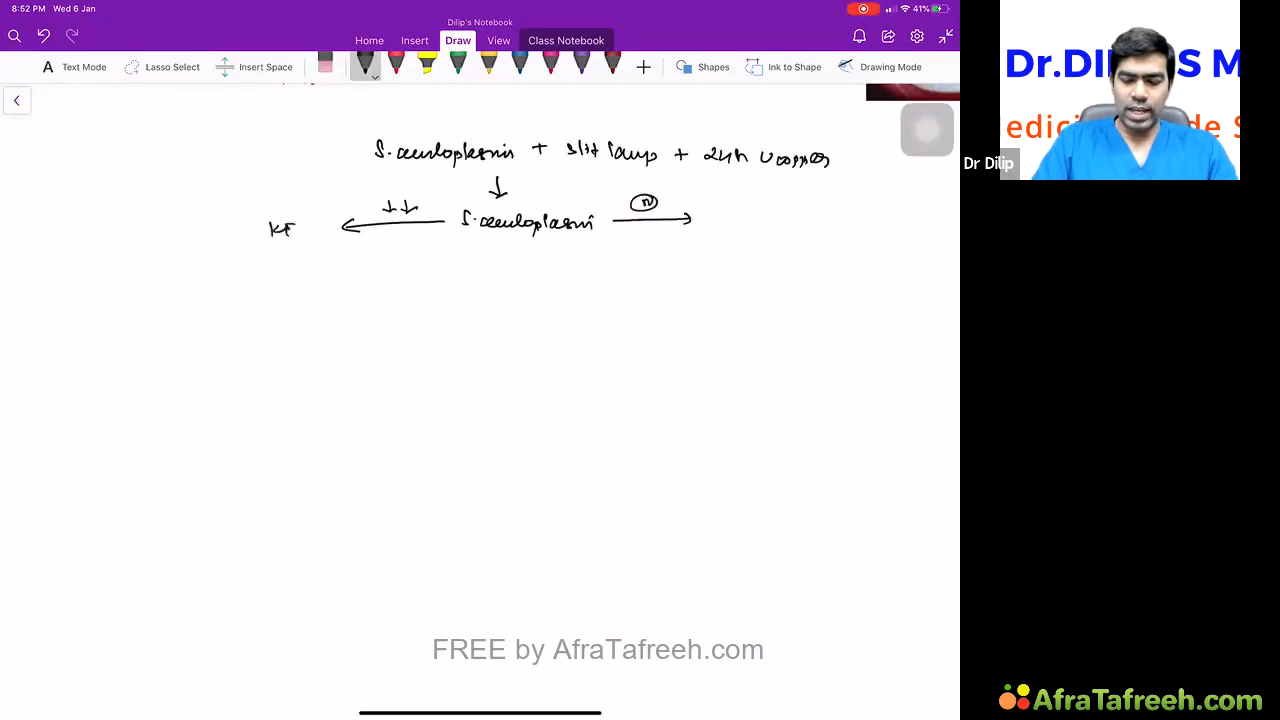 8:52 PM Wed 6 Jan
41%
Dilip's Notebook
Home Insert Draw View Class Notebook
Text Mode Lasso Select Insert Space Shapes Ink to Shape Drawing Mode
Dr.DIL S M
edici de S
Dr Dilip
S. ceruloplasmin + slit lamp + 24h U copper
↓
KF ↓↓ S. ceruloplasmin N
FREE by AfraTafreeh.com
AfraTafreeh.com